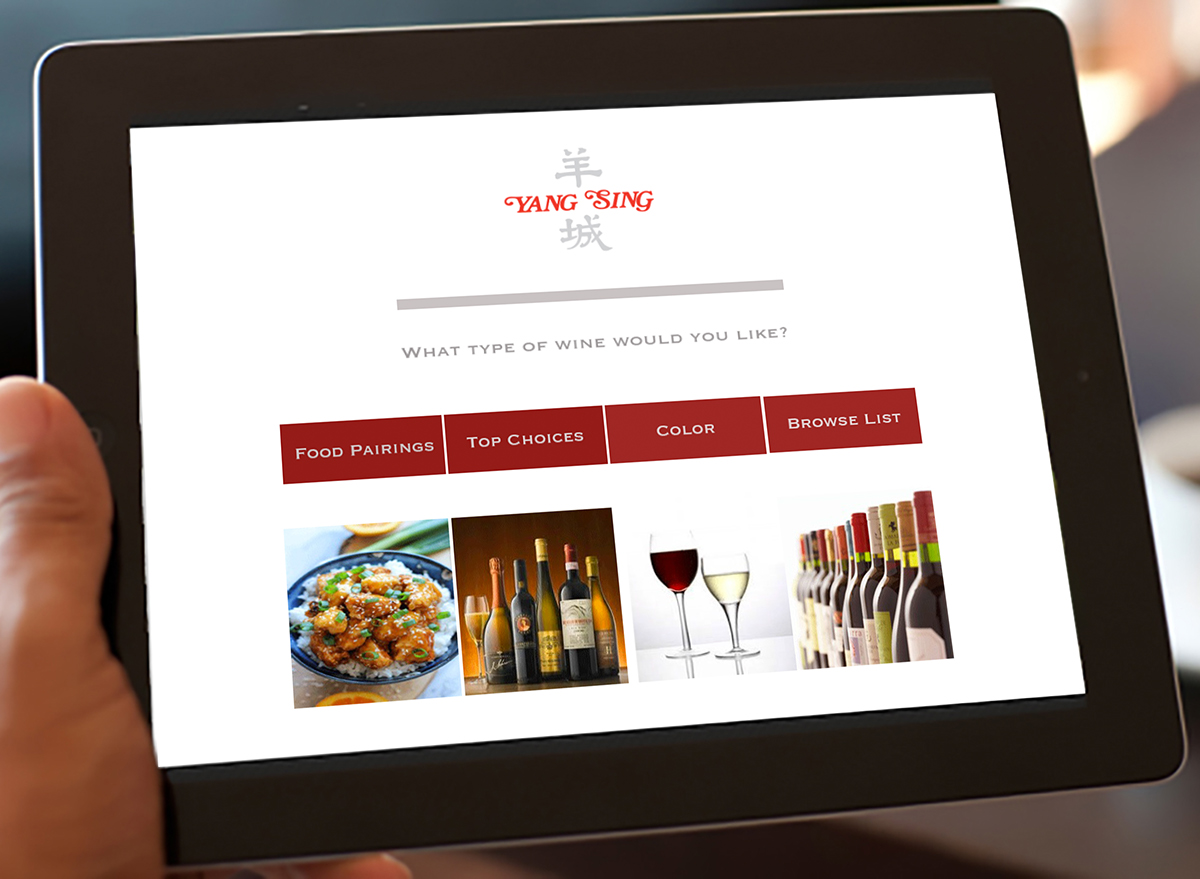 羊
YANG SING
城
WHAT TYPE OF WINE WOULD YOU LIKE?
FOOD PAIRINGS
TOP CHOICES
COLOR
BROWSE LIST